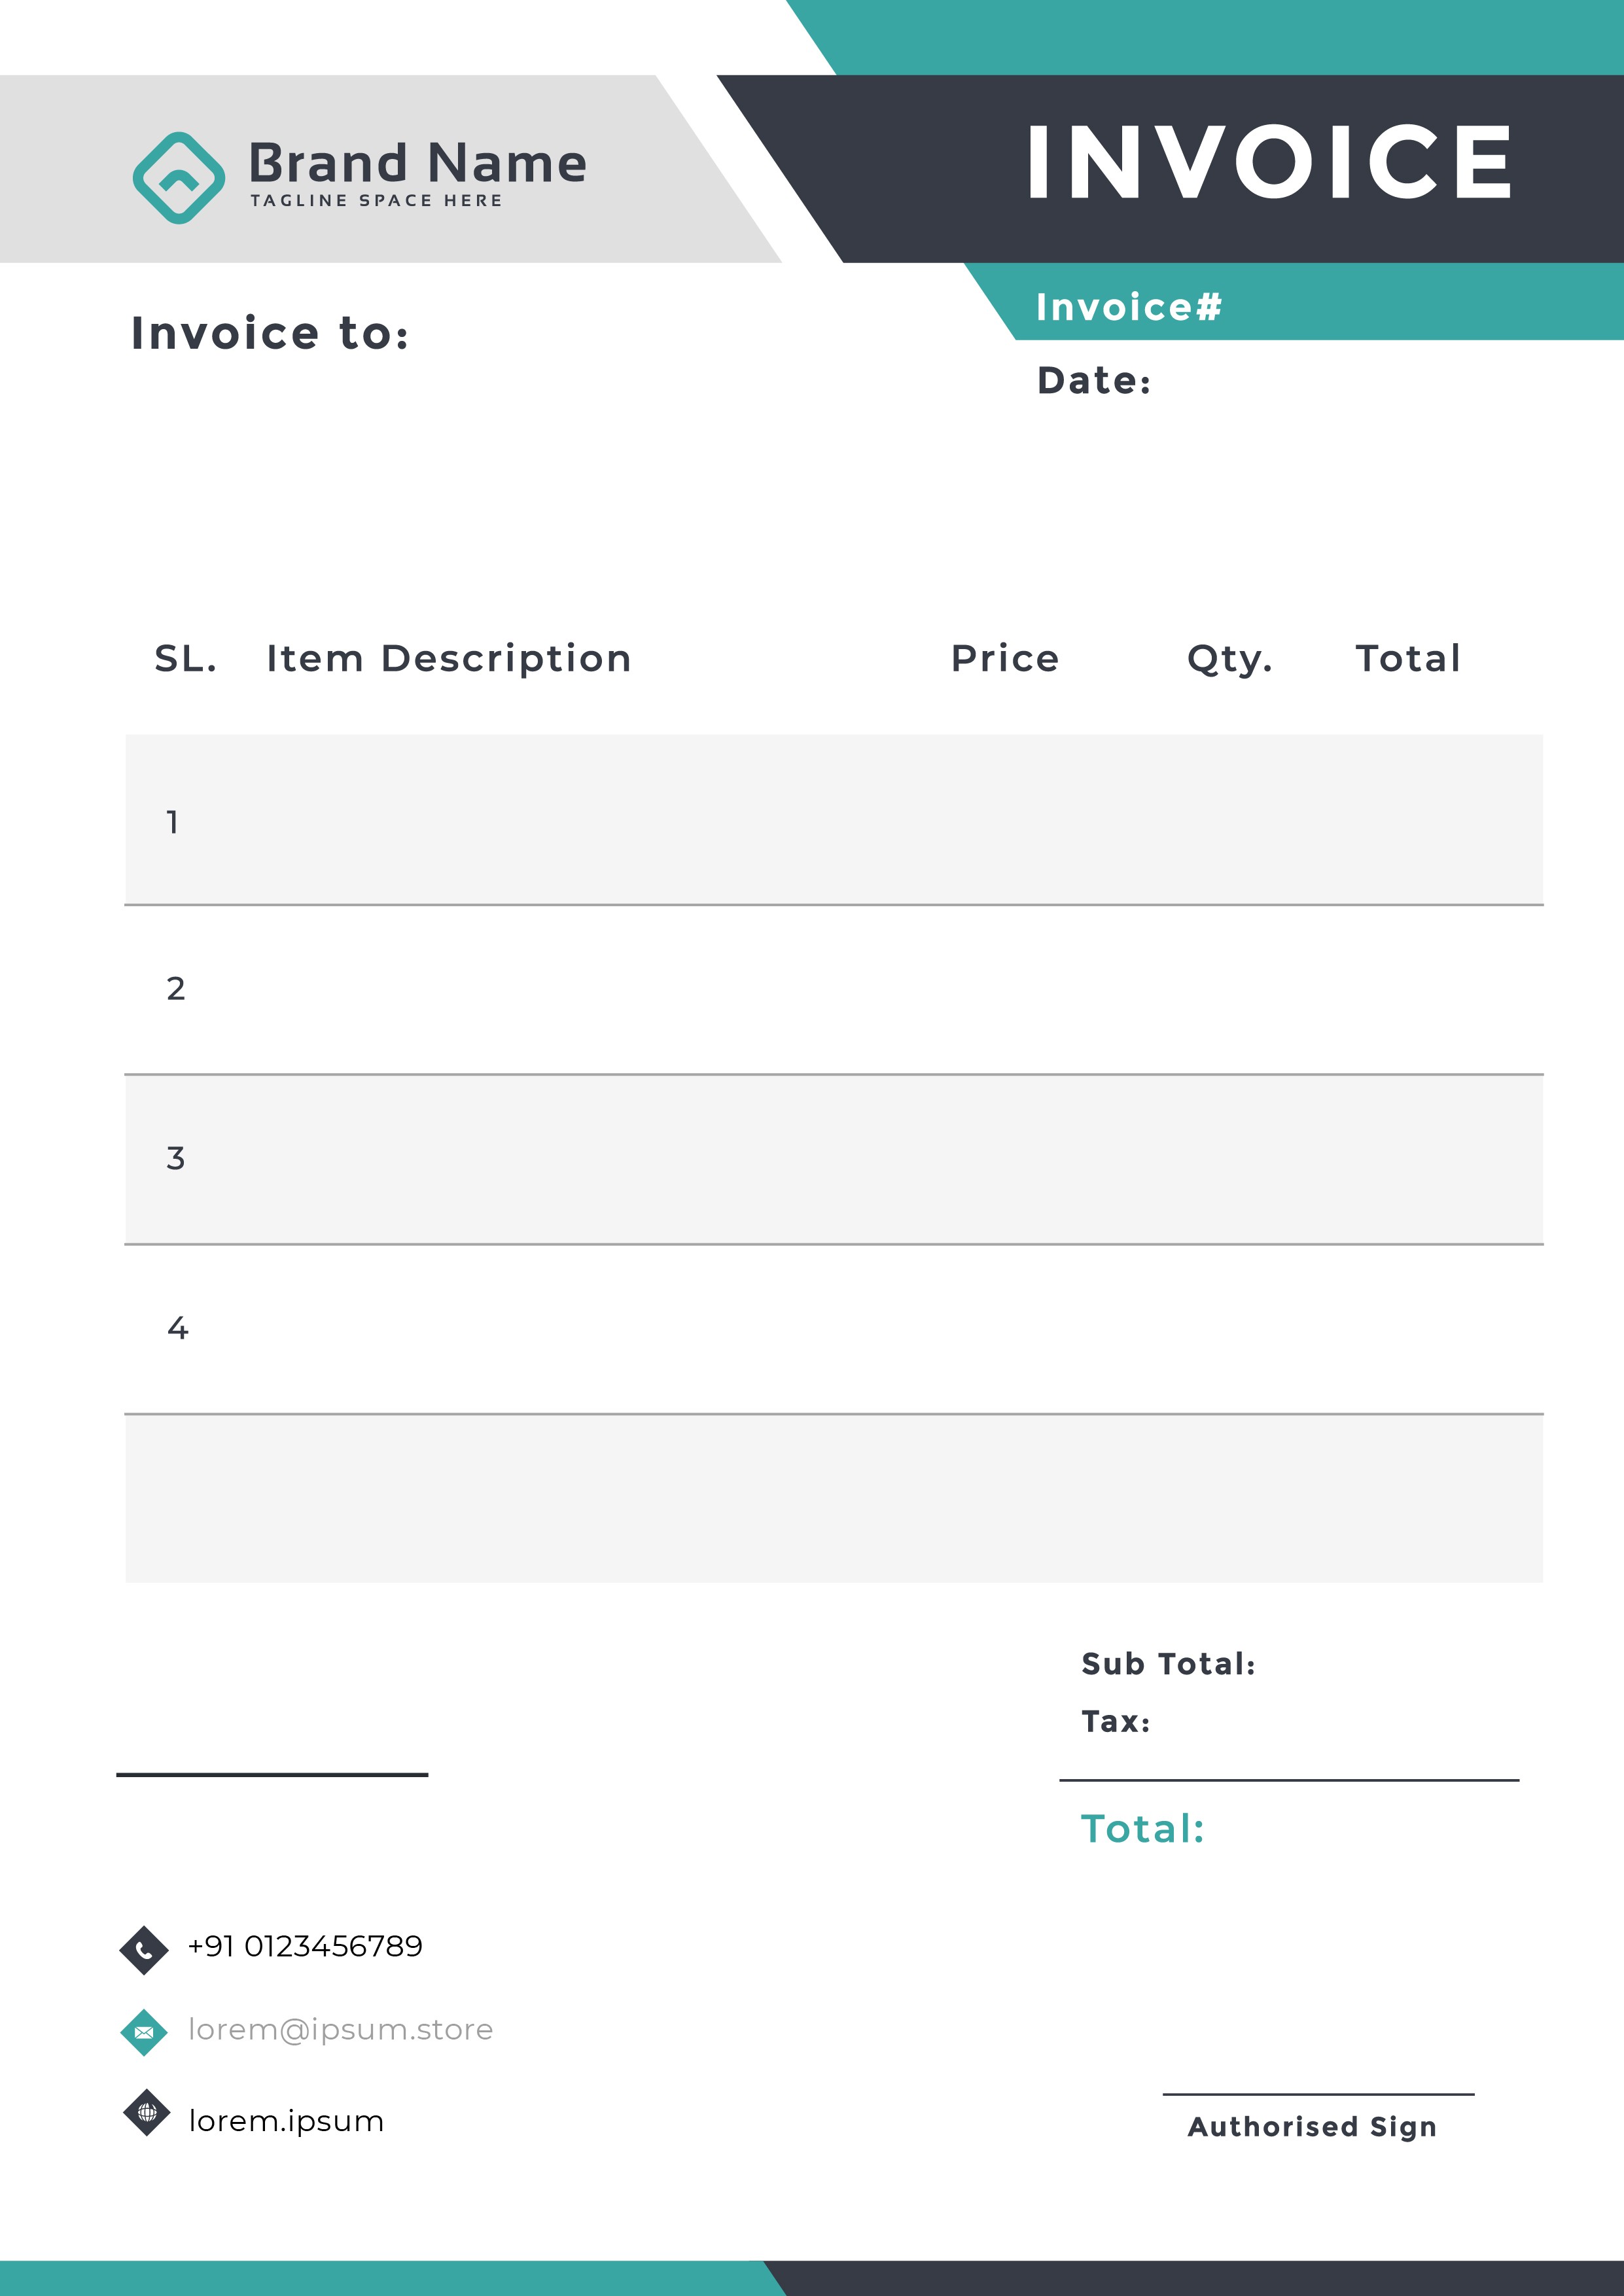 INVOICE
Brand Name
TAGLINE SPACE HERE
Invoice#
Invoice to:
Date:
SL. Item Description Price Qty. Total
1
2
3
4
Sub Total:
Tax:
Total:
+91 0123456789
lorem@ipsum.store
lorem.ipsum
Authorised Sign